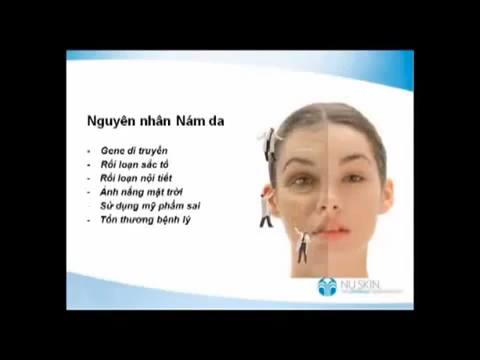 Nguyên nhân Nám da
- Gene di truyền
- Rối loạn sắc tố
- Rối loạn nội tiết
- Ánh nắng mặt trời
- Sử dụng mỹ phẩm sai
- Tổn thương bệnh lý
NU SKIN